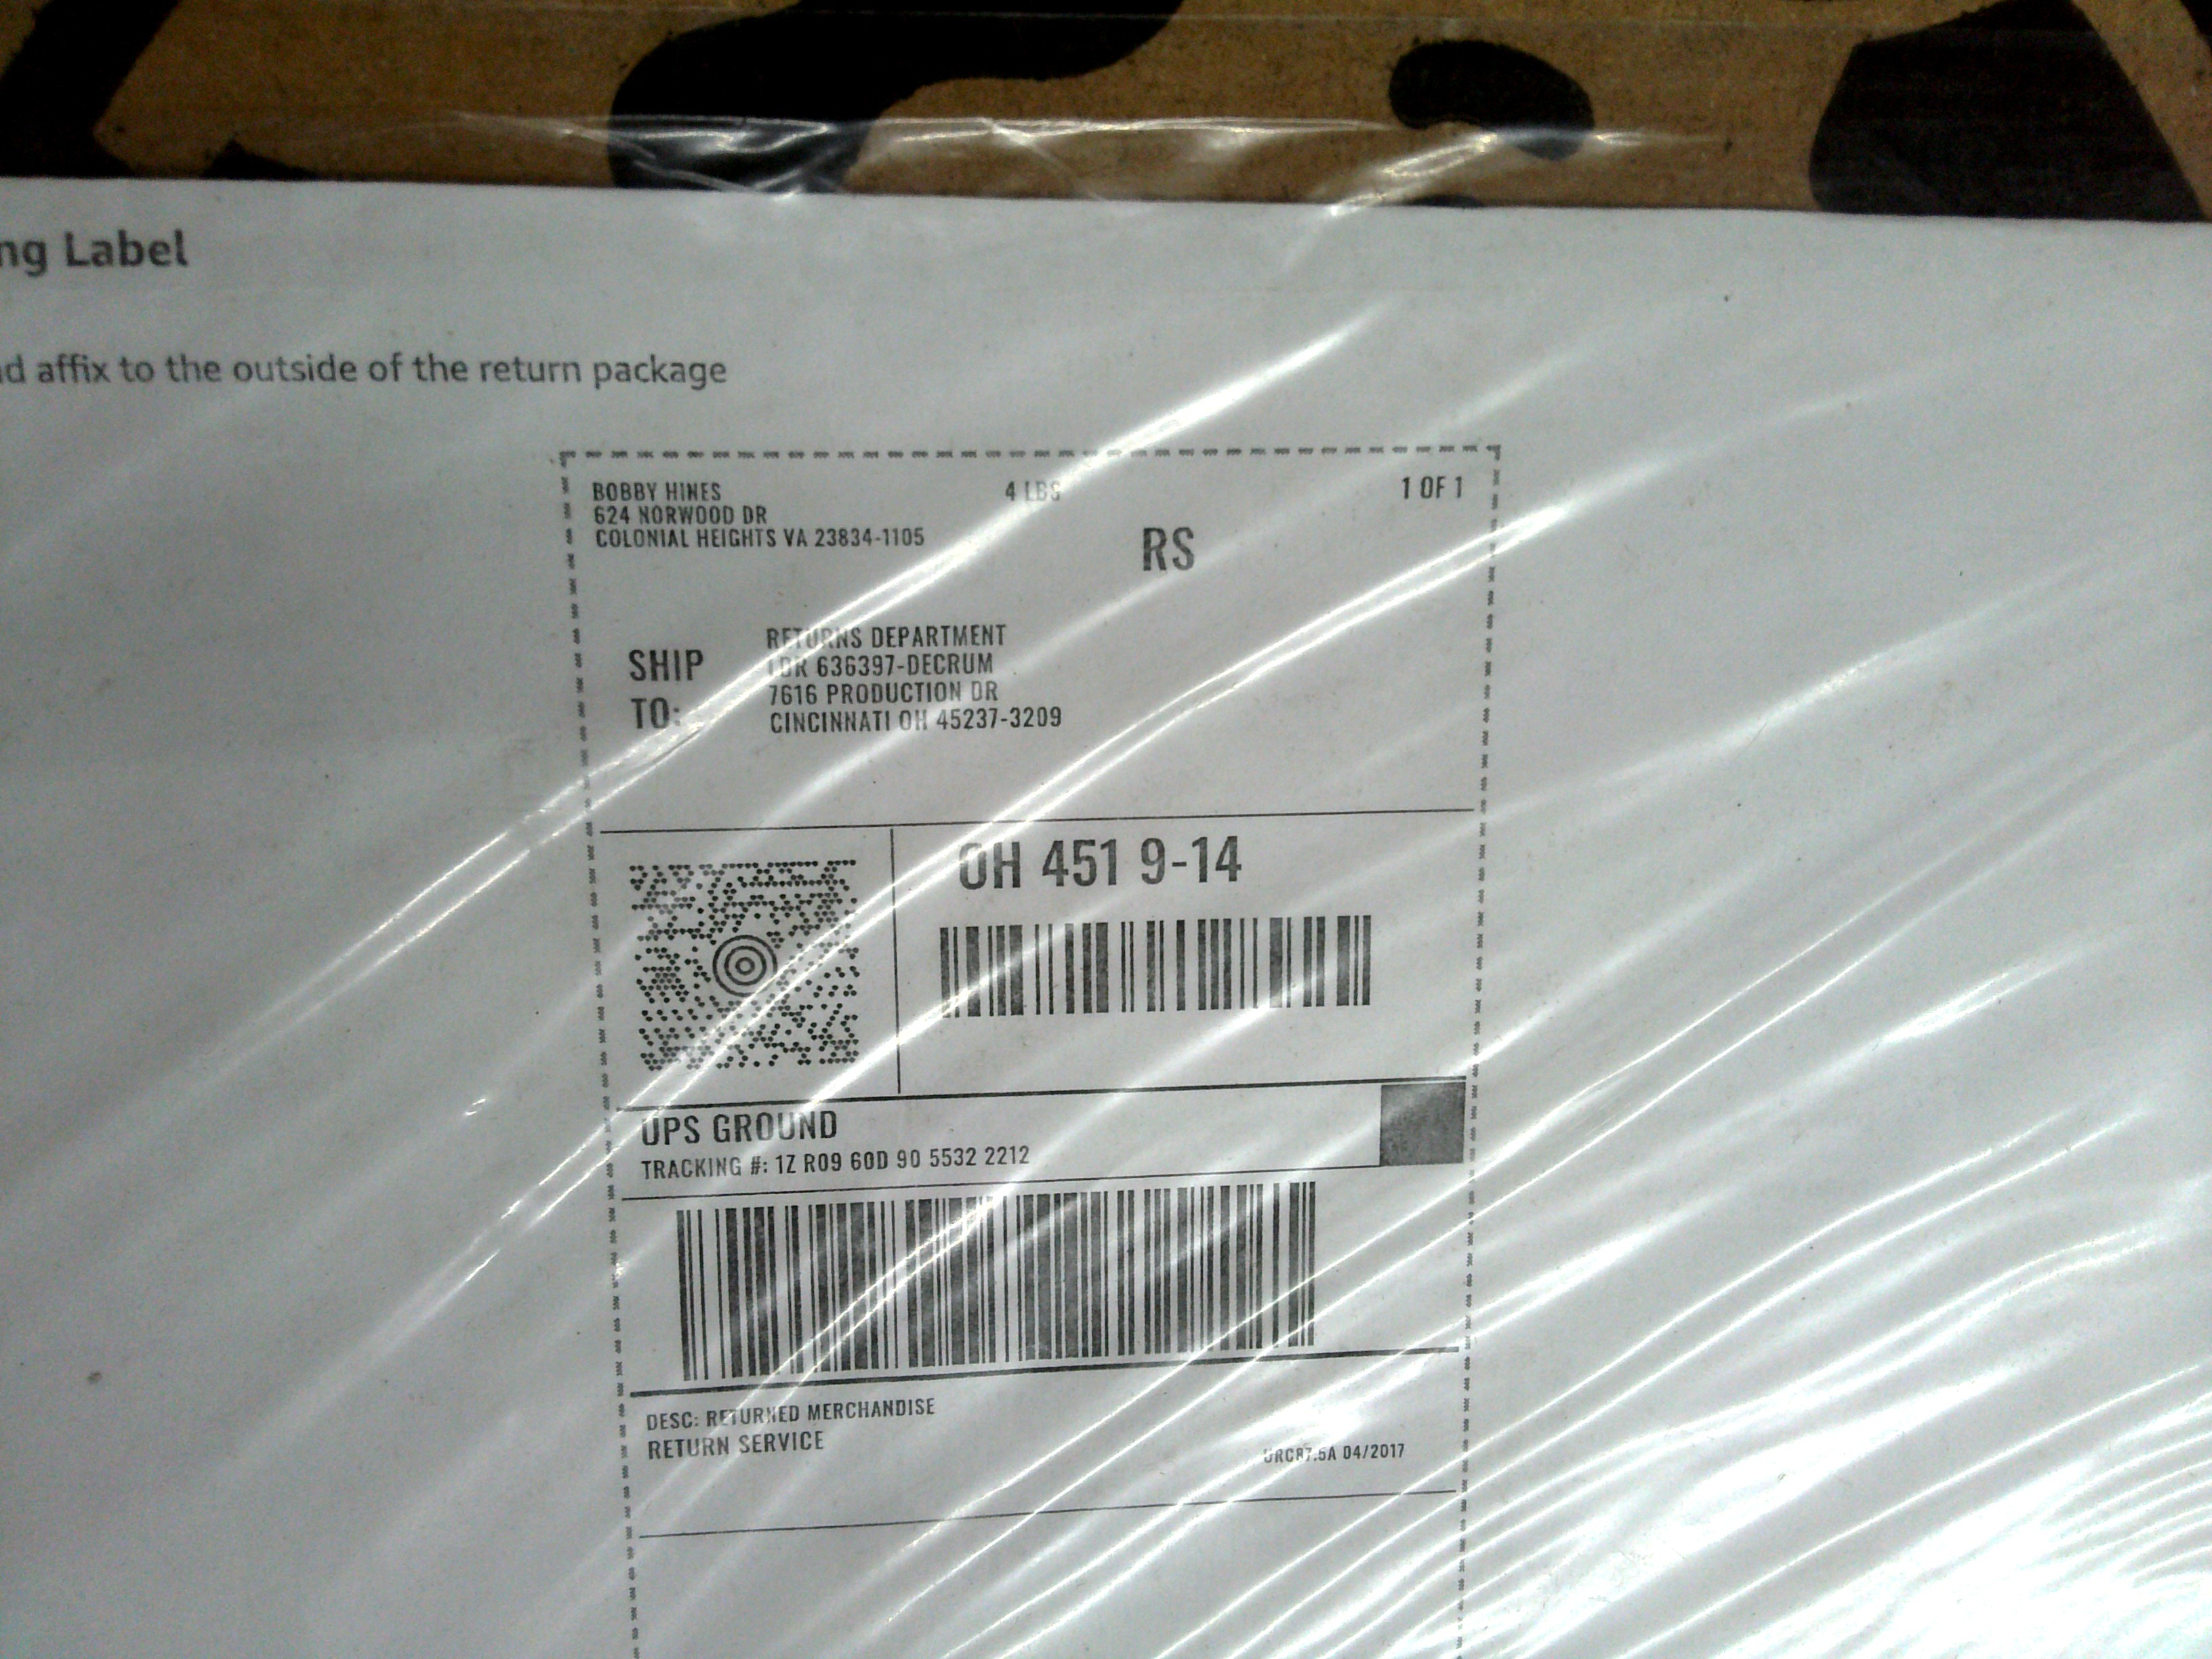 ng Label
d affix to the outside of the return package
BOBBY HINES
624 NORWOOD DR
COLONIAL HEIGHTS VA 23834-1105
4 LBS
1 OF 1
RS
SHIP TO:
RETURNS DEPARTMENT
636397-DECRUM
7616 PRODUCTION DR
CINCINNATI OH 45237-3209
OH 451 9-14
UPS GROUND
TRACKING #: 1Z R09 60D 90 5532 2212
DESC: RETURNED MERCHANDISE
RETURN SERVICE
04/2017